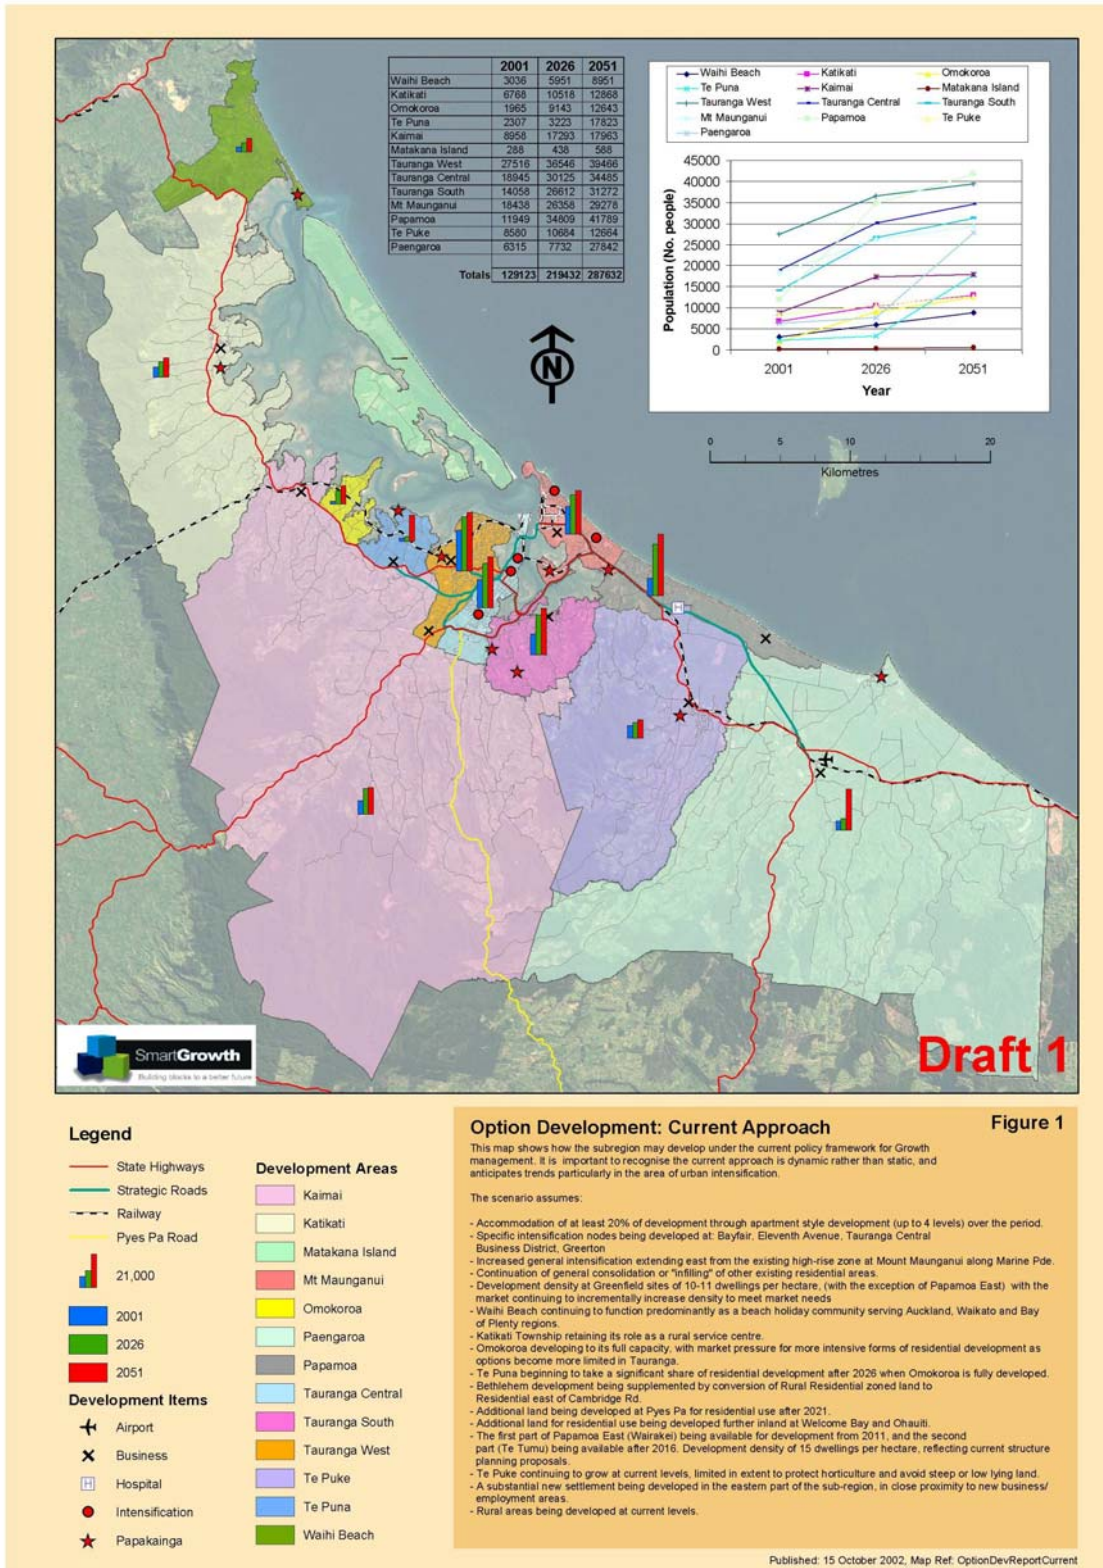 2001 2026 2051
Waihi Beach 3036 5951 8951
Katikati 6768 10518 12868
Omokoroa 1965 9143 12643
Te Puna 2307 3223 17823
Kaimai 8958 17293 17963
Matakana Island 288 438 588
Tauranga West 27516 36546 39466
Tauranga Central 18945 30125 34485
Tauranga South 14058 26612 31272
Mt Maunganui 18438 26358 29278
Papamoa 11949 34809 41789
Te Puke 8580 10684 12664
Paengaroa 6315 7732 27842
Totals 129123 219432 287632
Waihi Beach Katikati Omokoroa
Te Puna Kaimai Matakana Island
Tauranga West Tauranga Central Tauranga South
Mt Maunganui Papamoa Te Puke
Paengaroa
Population (No. people)
45000
40000
35000
30000
25000
20000
15000
10000
5000
0
2001 2026 2051
Year
N
0 5 10 20
Kilometres
H
H
SmartGrowth
Building blocks to a better future
Draft 1
Legend
State Highways
Strategic Roads
Railway
Pyes Pa Road
21,000
2001
2026
2051
Development Items
Airport
Business
H Hospital
Intensification
Papakainga
Development Areas
Kaimai
Katikati
Matakana Island
Mt Maunganui
Omokoroa
Paengaroa
Papamoa
Tauranga Central
Tauranga South
Tauranga West
Te Puke
Te Puna
Waihi Beach
Option Development: Current Approach Figure 1
This map shows how the subregion may develop under the current policy framework for Growth
management. It is important to recognise the current approach is dynamic rather than static, and
anticipates trends particularly in the area of urban intensification.
The scenario assumes:
- Accommodation of at least 20% of development through apartment style development (up to 4 levels) over the period.
- Specific intensification nodes being developed at: Bayfair, Eleventh Avenue, Tauranga Central
Business District, Greerton
- Increased general intensification extending east from the existing high-rise zone at Mount Maunganui along Marine Pde.
- Continuation of general consolidation or "infilling" of other existing residential areas.
- Development density at Greenfield sites of 10-11 dwellings per hectare, (with the exception of Papamoa East) with the
market continuing to incrementally increase density to meet market needs
- Waihi Beach continuing to function predominantly as a beach holiday community serving Auckland, Waikato and Bay
of Plenty regions.
- Katikati Township retaining its role as a rural service centre.
- Omokoroa developing to its full capacity, with market pressure for more intensive forms of residential development as
options become more limited in Tauranga.
- Te Puna beginning to take a significant share of residential development after 2026 when Omokoroa is fully developed.
- Bethlehem development being supplemented by conversion of Rural Residential zoned land to
Residential east of Cambridge Rd.
- Additional land being developed at Pyes Pa for residential use after 2021.
- Additional land for residential use being developed further inland at Welcome Bay and Ohauiti.
- The first part of Papamoa East (Wairakei) being available for development from 2011, and the second
part (Te Tumu) being available after 2016. Development density of 15 dwellings per hectare, reflecting current structure
planning proposals.
- Te Puke continuing to grow at current levels, limited in extent to protect horticulture and avoid steep or low lying land.
- A substantial new settlement being developed in the eastern part of the sub-region, in close proximity to new business/
employment areas.
- Rural areas being developed at current levels.
Published: 15 October 2002, Map Ref: OptionDevReportCurrent